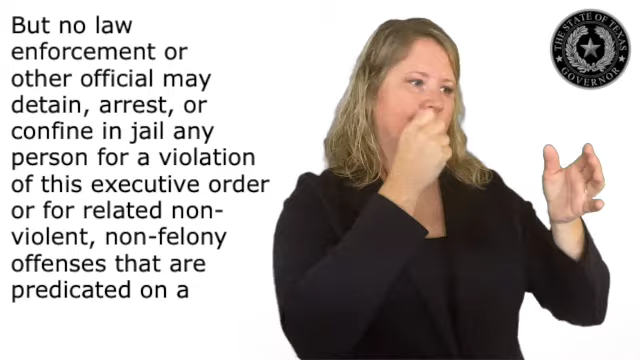 But no law
enforcement or
other official may
detain, arrest, or
confine in jail any
person for a violation
of this executive order
or for related non-
violent, non-felony
offenses that are
predicated on a
THE STATE OF TEXAS
GOVERNOR